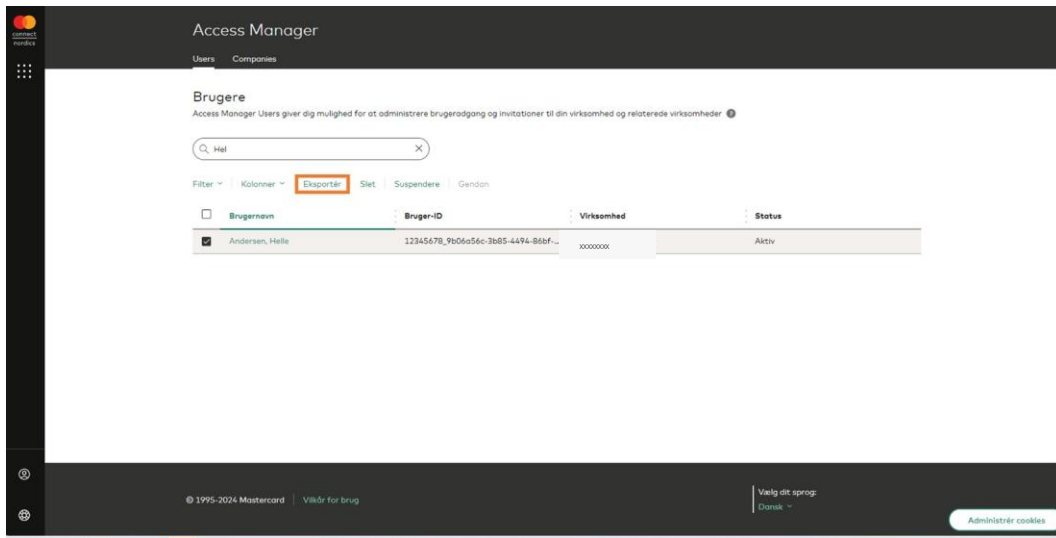 connect
nordics
Access Manager
Users Companies
Brugere
Access Manager Users giver dig mulighed for at administrere brugeradgang og invitationer til din virksomhed og relaterede virksomheder ?
Hel
Filter Kolonner Eksportér Slet Suspendere Gendan
Brugernavn Bruger-ID Virksomhed Status
Andersen, Helle 12345678_9b06a56c-3b85-4494-86bf-... xxxxxxxx Aktiv
© 1995-2024 Mastercard Vilkår for brug
Vælg dit sprog:
Dansk
Administrér cookies